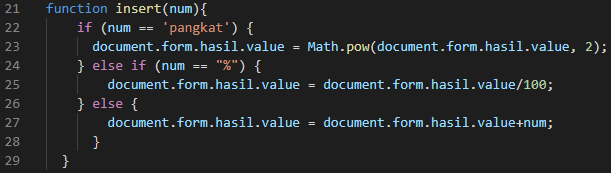 21 function insert(num){
22 if (num == 'pangkat') {
23 document.form.hasil.value = Math.pow(document.form.hasil.value, 2);
24 } else if (num == "%") {
25 document.form.hasil.value = document.form.hasil.value/100;
26 } else {
27 document.form.hasil.value = document.form.hasil.value+num;
28 }
29 }